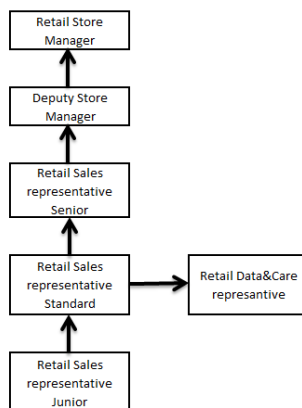 Retail Store
Manager
Deputy Store
Manager
Retail Sales
representative
Senior
Retail Sales
representative
Standard
Retail Data&Care
represantive
Retail Sales
representative
Junior